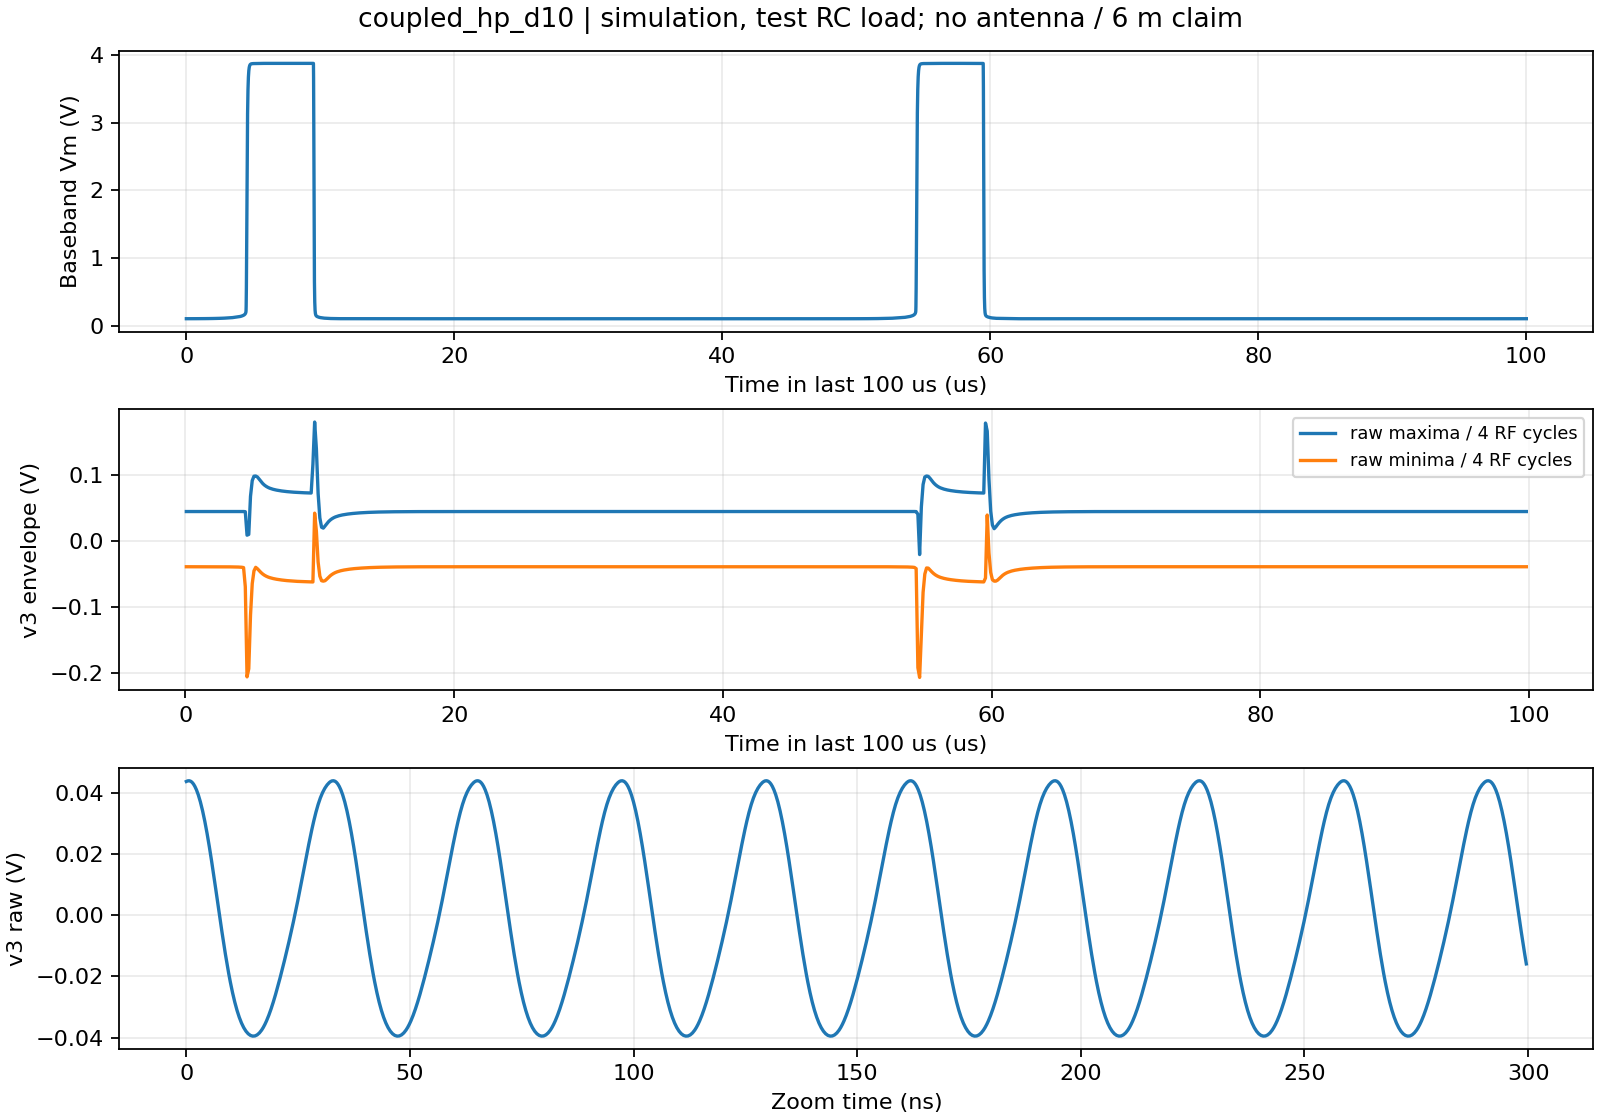 coupled_hp_d10 | simulation, test RC load; no antenna / 6 m claim
Baseband Vm (V)
4
3
2
1
0
0 20 40 60 80 100
Time in last 100 us (us)
v3 envelope (V)
raw maxima / 4 RF cycles
raw minima / 4 RF cycles
0.1
0.0
−0.1
−0.2
0 20 40 60 80 100
Time in last 100 us (us)
v3 raw (V)
0.04
0.02
0.00
−0.02
−0.04
0 50 100 150 200 250 300
Zoom time (ns)